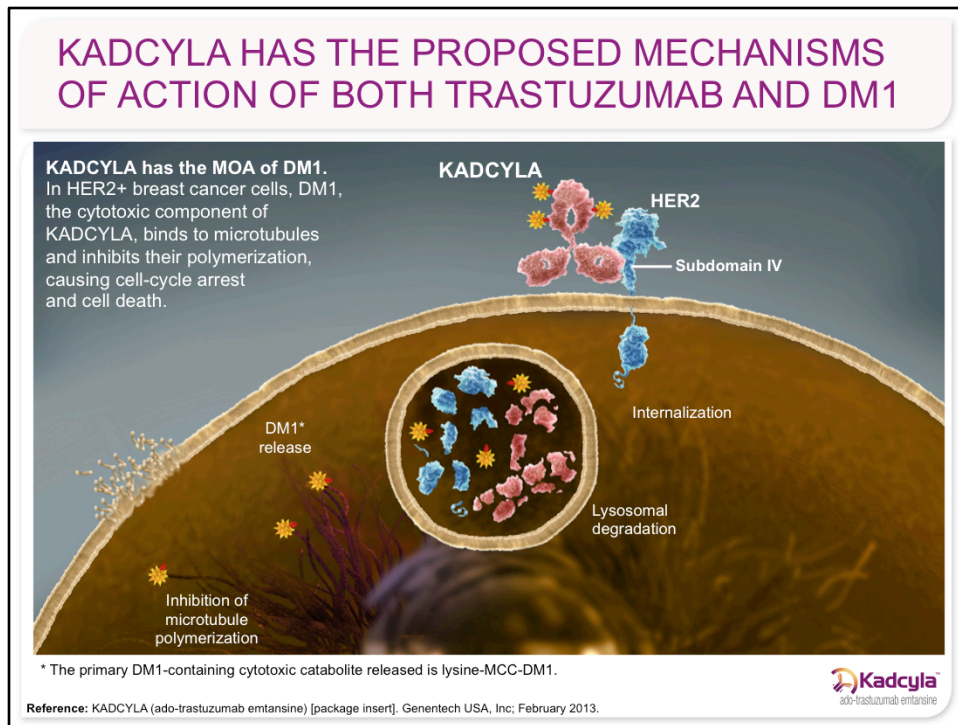 KADCYLA HAS THE PROPOSED MECHANISMS
OF ACTION OF BOTH TRASTUZUMAB AND DM1
KADCYLA has the MOA of DM1.
In HER2+ breast cancer cells, DM1,
the cytotoxic component of
KADCYLA, binds to microtubules
and inhibits their polymerization,
causing cell-cycle arrest
and cell death.
KADCYLA
HER2
Subdomain IV
Internalization
DM1*
release
Lysosomal
degradation
Inhibition of
microtubule
polymerization
* The primary DM1-containing cytotoxic catabolite released is lysine-MCC-DM1.
Kadcyla™
ado-trastuzumab emtansine
Reference: KADCYLA (ado-trastuzumab emtansine) [package insert]. Genentech USA, Inc; February 2013.